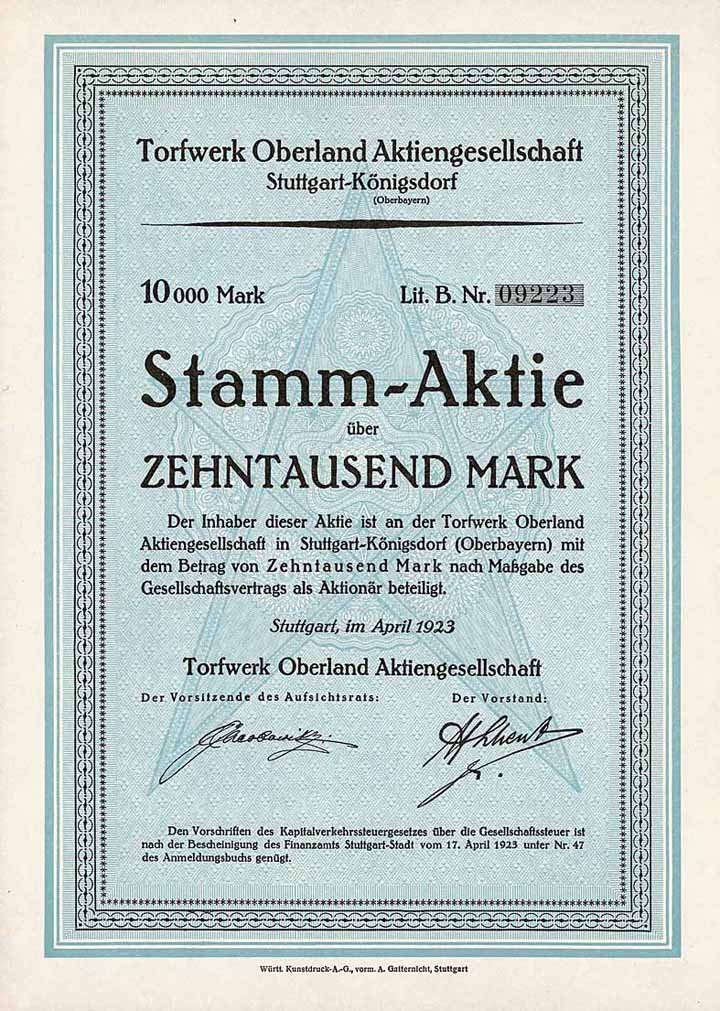 Torfwerk Oberland Aktiengesellschaft
Stuttgart-Königsdorf
(Oberbayern)
10000 Mark Lit. B. Nr. 09223
Stamm-Aktie
über
ZEHNTAUSEND MARK
Der Inhaber dieser Aktie ist an der Torfwerk Oberland
Aktiengesellschaft in Stuttgart-Königsdorf (Oberbayern) mit
dem Betrag von Zehntausend Mark nach Maßgabe des
Gesellschaftsvertrags als Aktionär beteiligt.
Stuttgart, im April 1923
Torfwerk Oberland Aktiengesellschaft
Der Vorsitzende des Aufsichtsrats: Der Vorstand:
Den Vorschriften des Kapitalverkehrssteuergesetzes über die Gesellschaftssteuer ist
nach der Bescheinigung des Finanzamts Stuttgart-Stadt vom 17. April 1923 unter Nr. 47
des Anmeldungsbuchs genügt.
Württ. Kunstdruck-A.-G., vorm. A. Gatternicht, Stuttgart